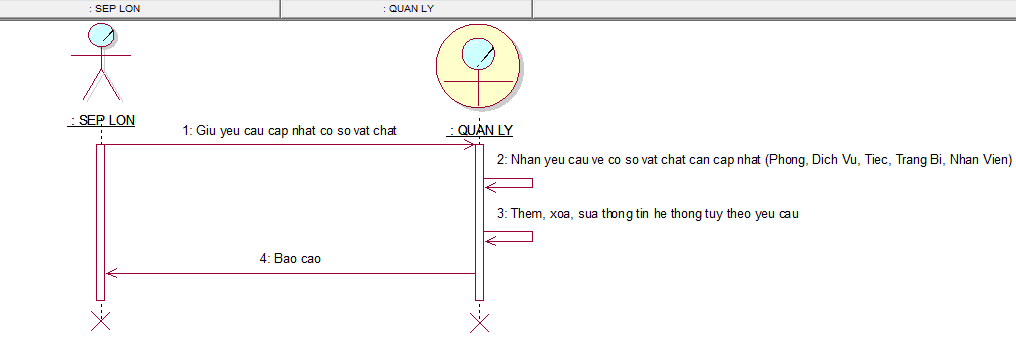 : SEP LON
: QUAN LY
: SEP LON
: QUAN LY
1: Giu yeu cau cap nhat co so vat chat
2: Nhan yeu cau ve co so vat chat can cap nhat (Phong, Dich Vu, Tiec, Trang Bi, Nhan Vien)
3: Them, xoa, sua thong tin he thong tuy theo yeu cau
4: Bao cao